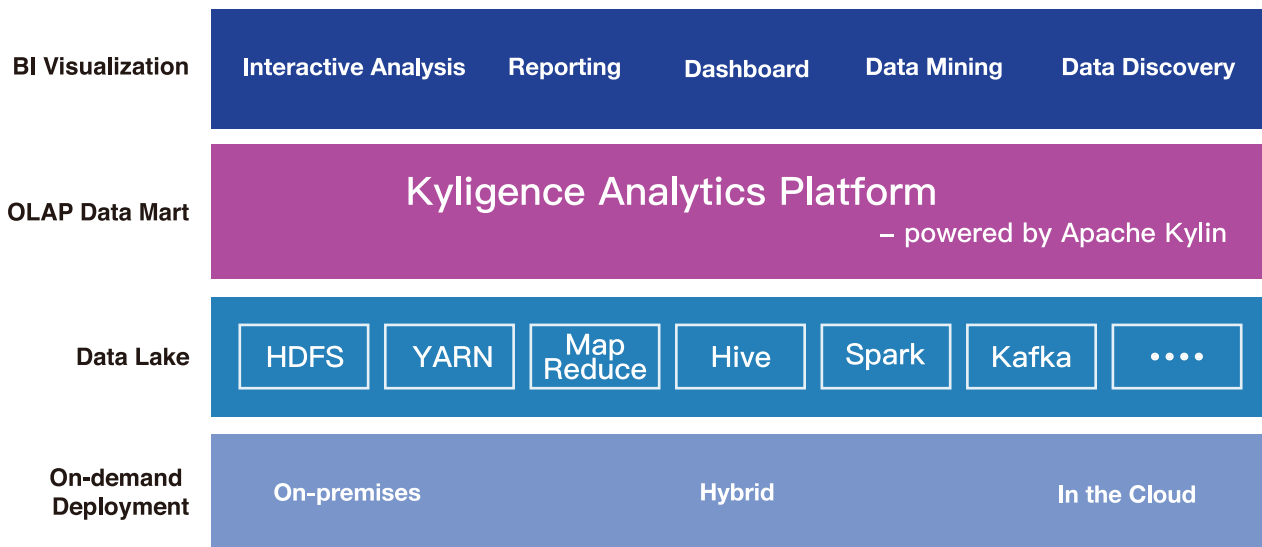 BI Visualization
Interactive Analysis
Reporting
Dashboard
Data Mining
Data Discovery
OLAP Data Mart
Kyligence Analytics Platform
– powered by Apache Kylin
Data Lake
HDFS
YARN
Map
Reduce
Hive
Spark
Kafka
••••
On-demand
Deployment
On-premises
Hybrid
In the Cloud